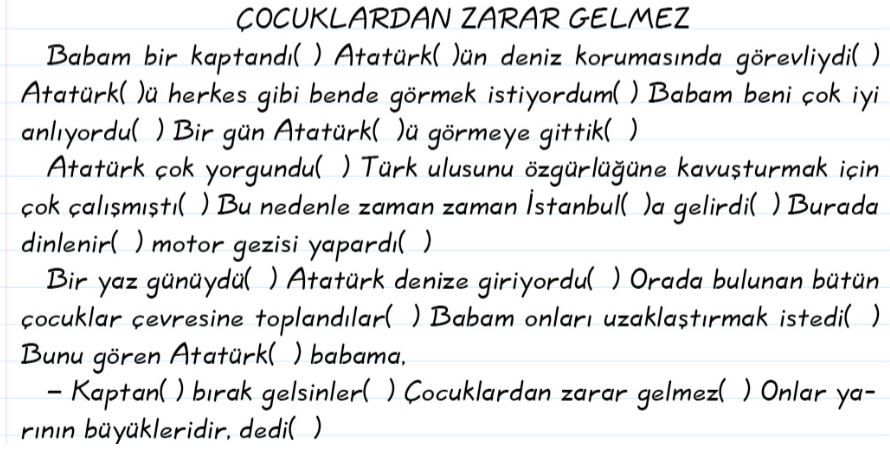 ÇOCUKLARDAN ZARAR GELMEZ
Babam bir kaptandı( ) Atatürk( )ün deniz korumasında görevliydi( )
Atatürk( )ü herkes gibi bende görmek istiyordum( ) Babam beni çok iyi
anlıyordu( ) Bir gün Atatürk( )ü görmeye gittik( )
Atatürk çok yorgundu( ) Türk ulusunu özgürlüğüne kavuşturmak için
çok çalışmıştı( ) Bu nedenle zaman zaman İstanbul( )a gelirdi( ) Burada
dinlenir( ) motor gezisi yapardı( )
Bir yaz günüydü( ) Atatürk denize giriyordu( ) Orada bulunan bütün
çocuklar çevresine toplandılar( ) Babam onları uzaklaştırmak istedi( )
Bunu gören Atatürk( ) babama,
– Kaptan( ) bırak gelsinler( ) Çocuklardan zarar gelmez( ) Onlar ya-
rının büyükleridir, dedi( )